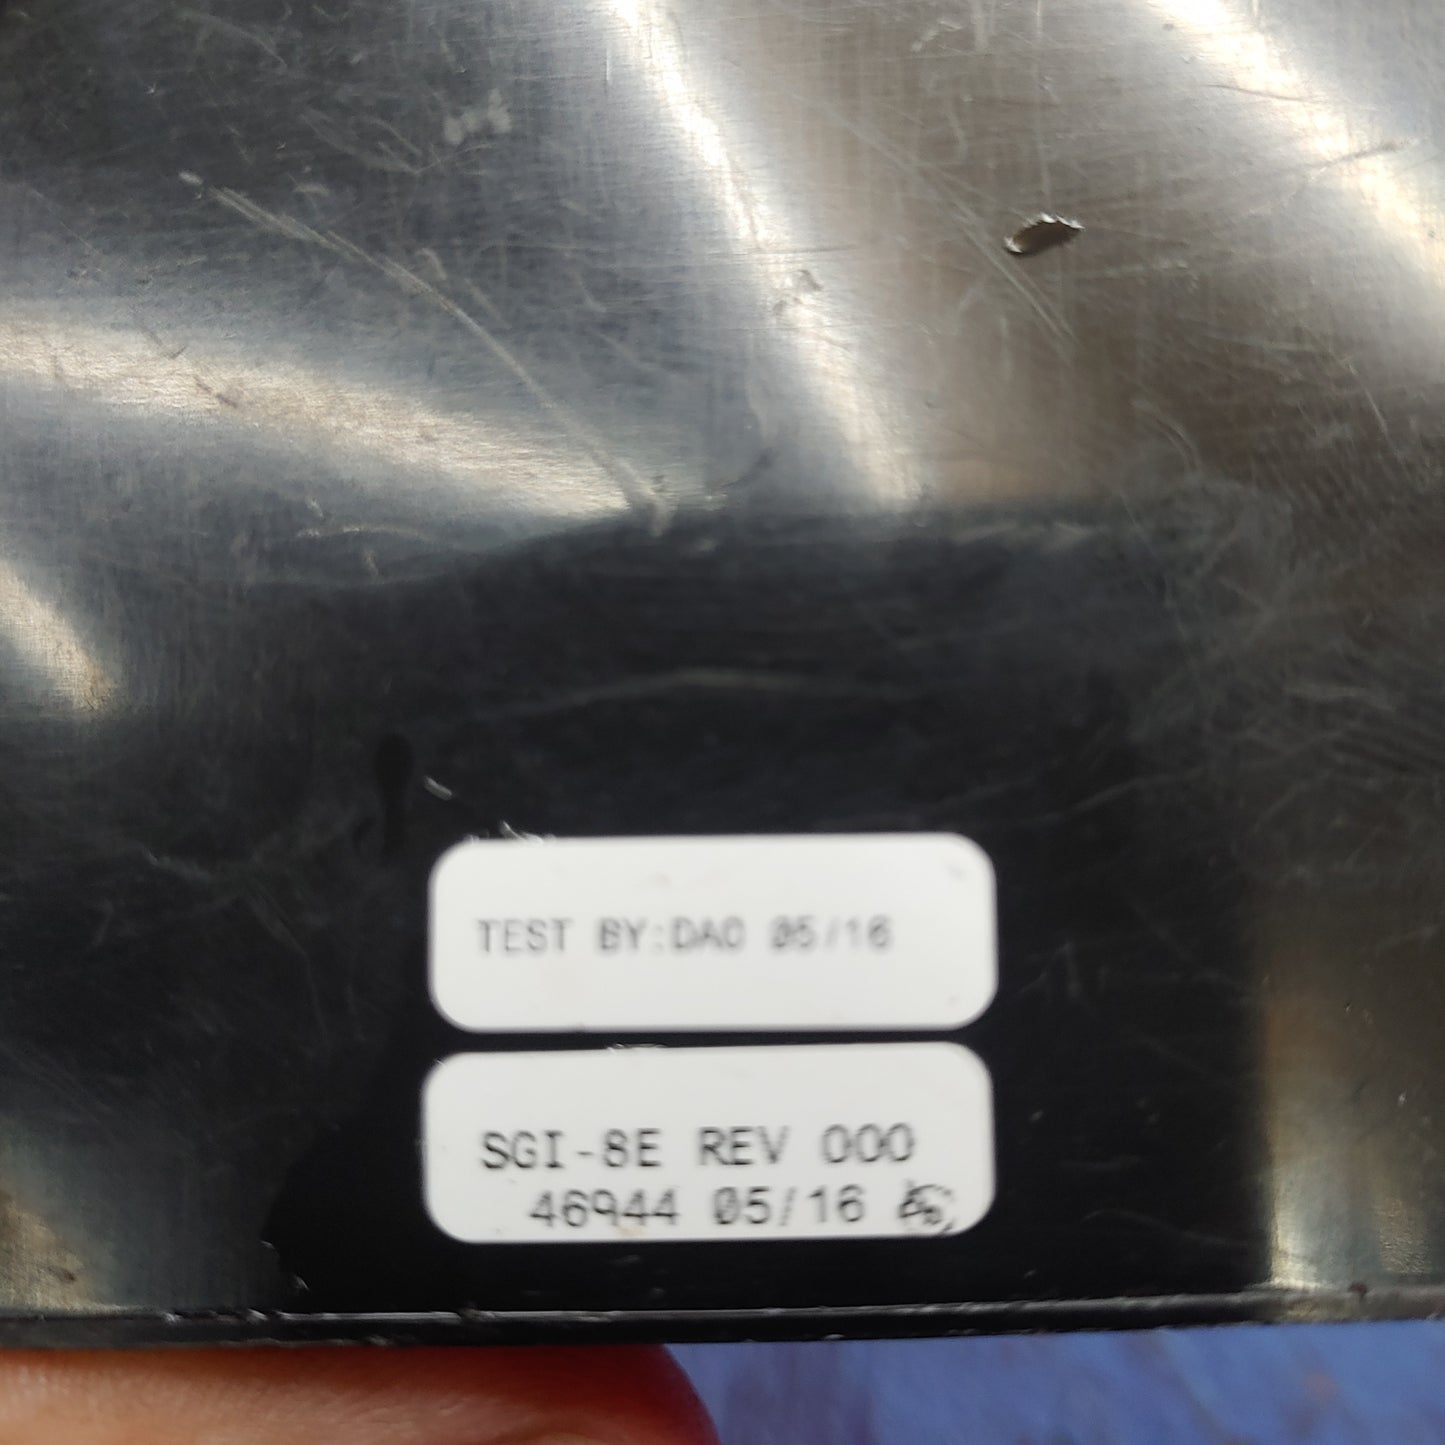 TEST BY:DAO 05/16
SGI-8E REV 000
46944 05/16